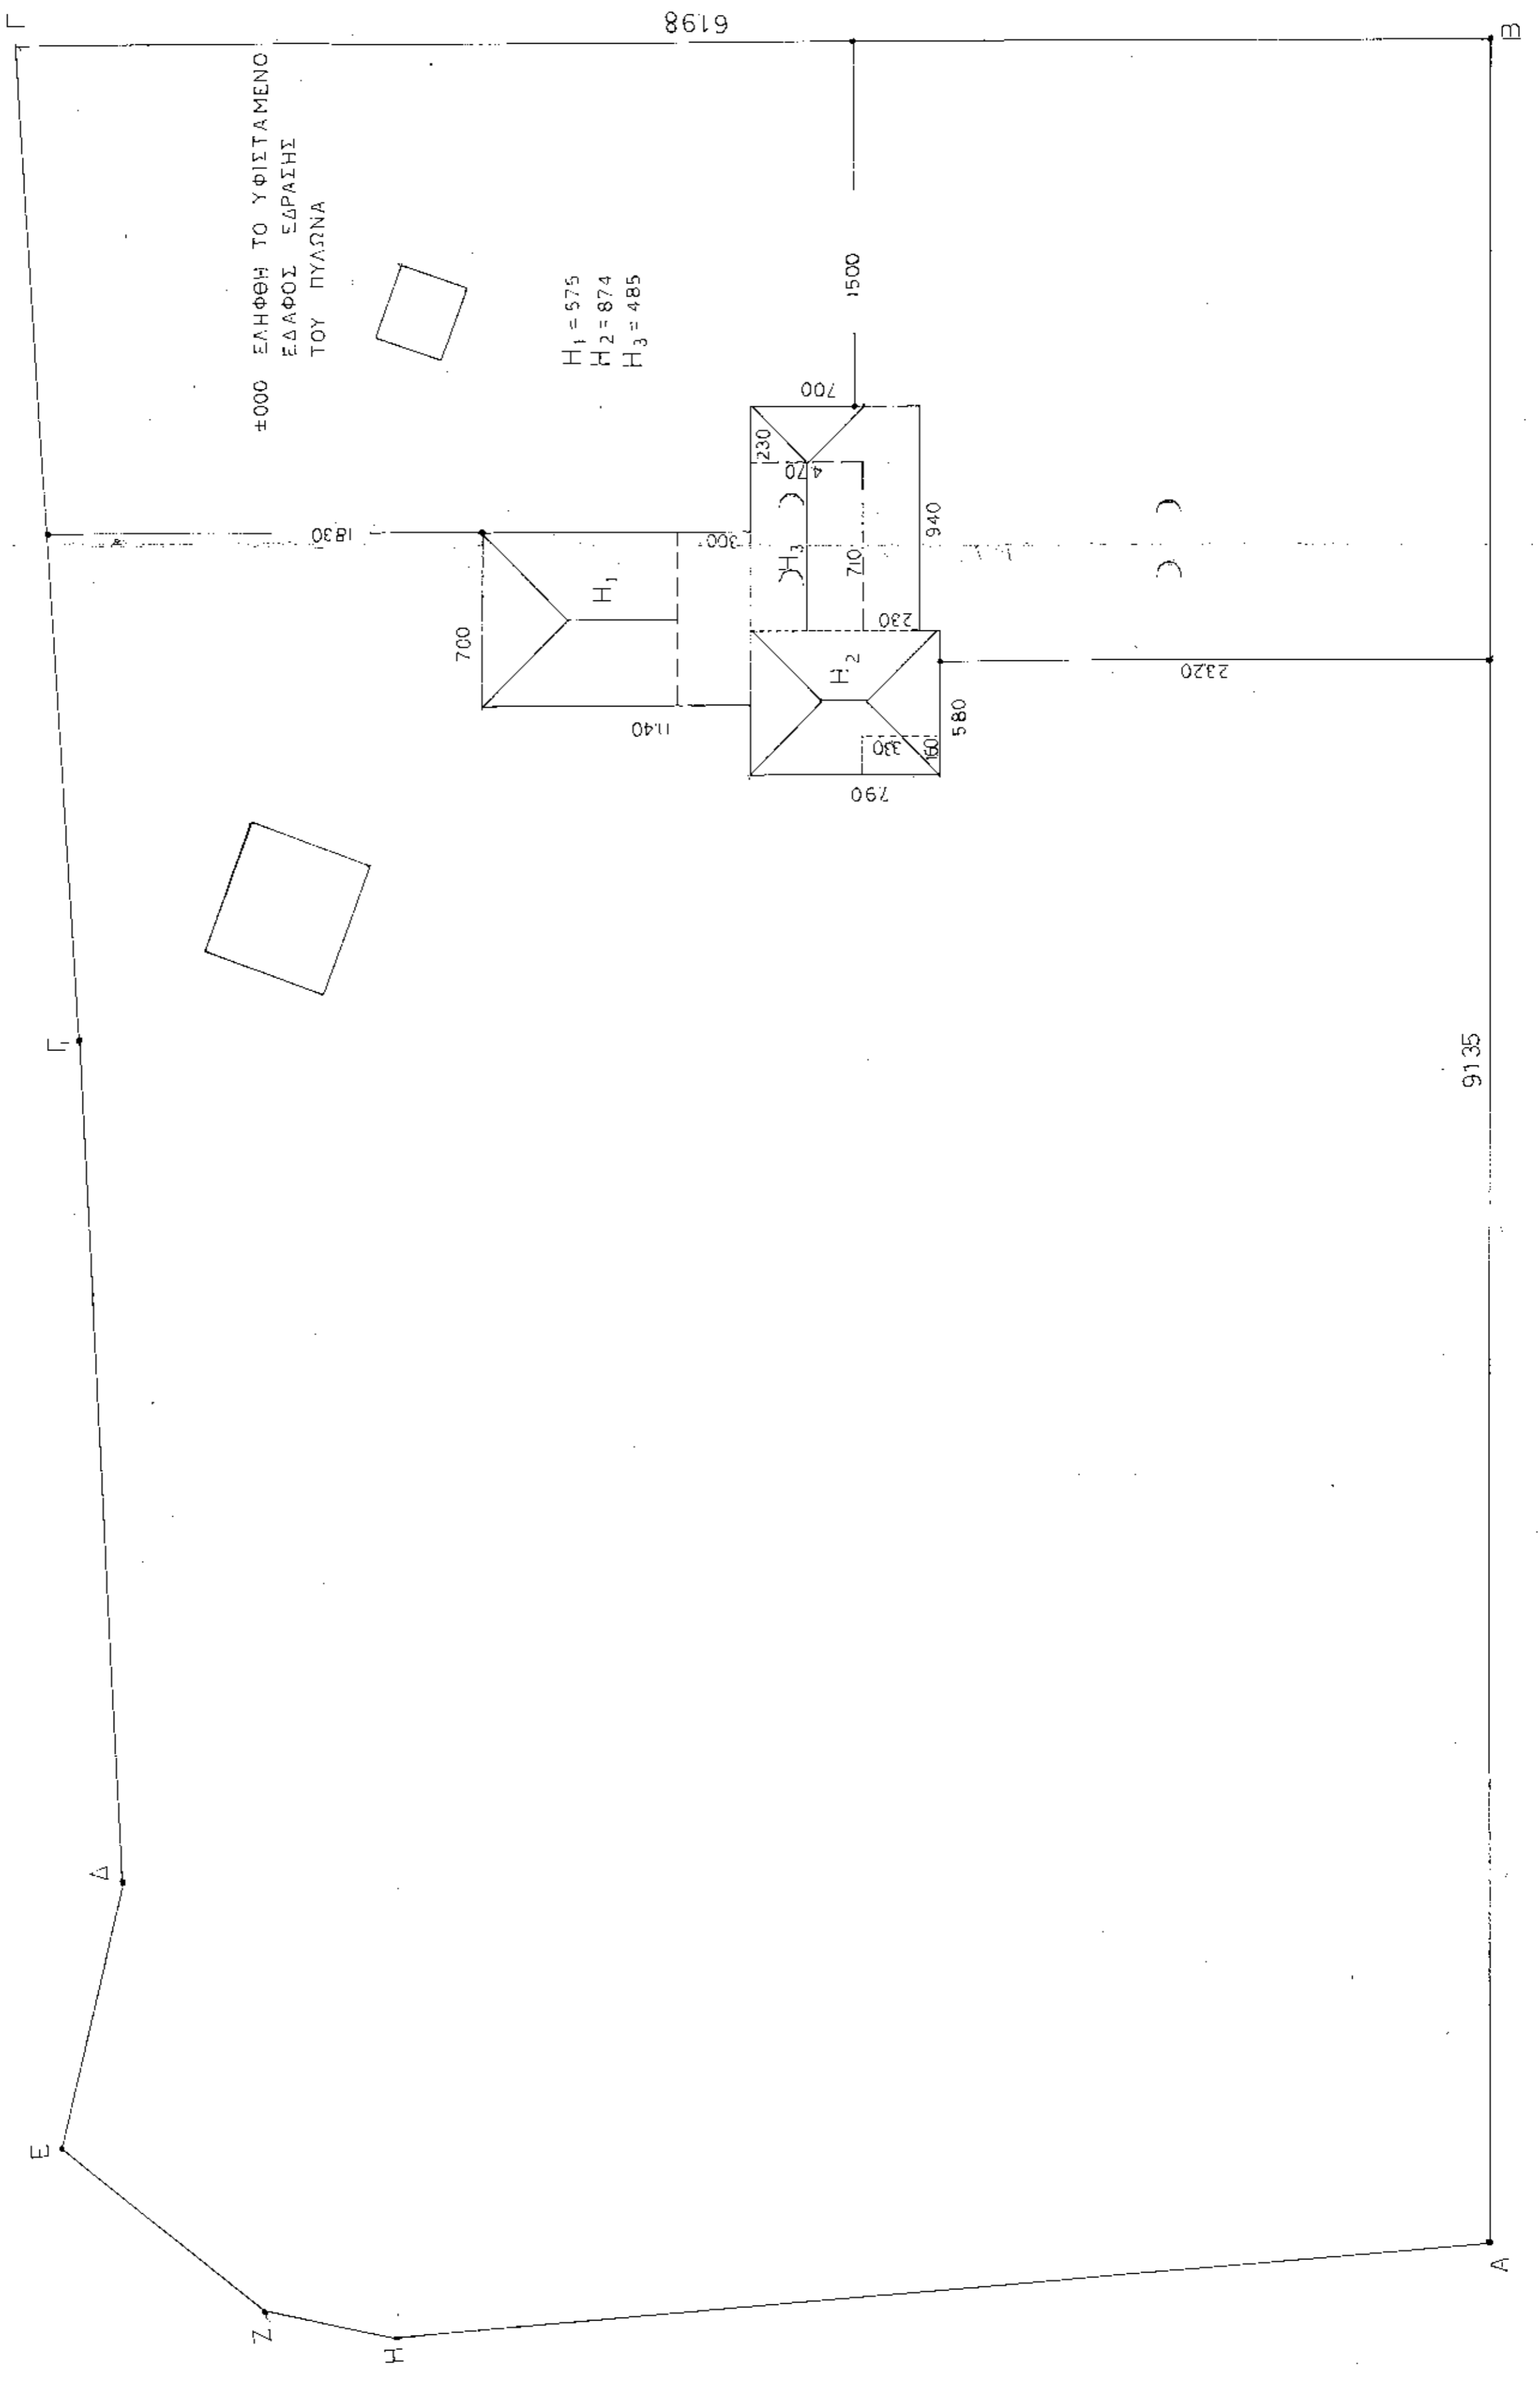 Γ
6198
Β
±000 ΕΛΗΦΘΗ ΤΟ ΥΦΙΣΤΑΜΕΝΟ
ΕΔΑΦΟΣ ΕΔΡΑΣΗΣ
ΤΟΥ ΠΥΛΩΝΑ
H₁ = 575
H₂ = 874
H₃ = 485
1500
1830
700
H₁
1140
300
700
230
470
H₃
710
940
230
H₂
330
160
580
790
2320
Γ₁
9135
Δ
Ε
Ζ
Η
Α